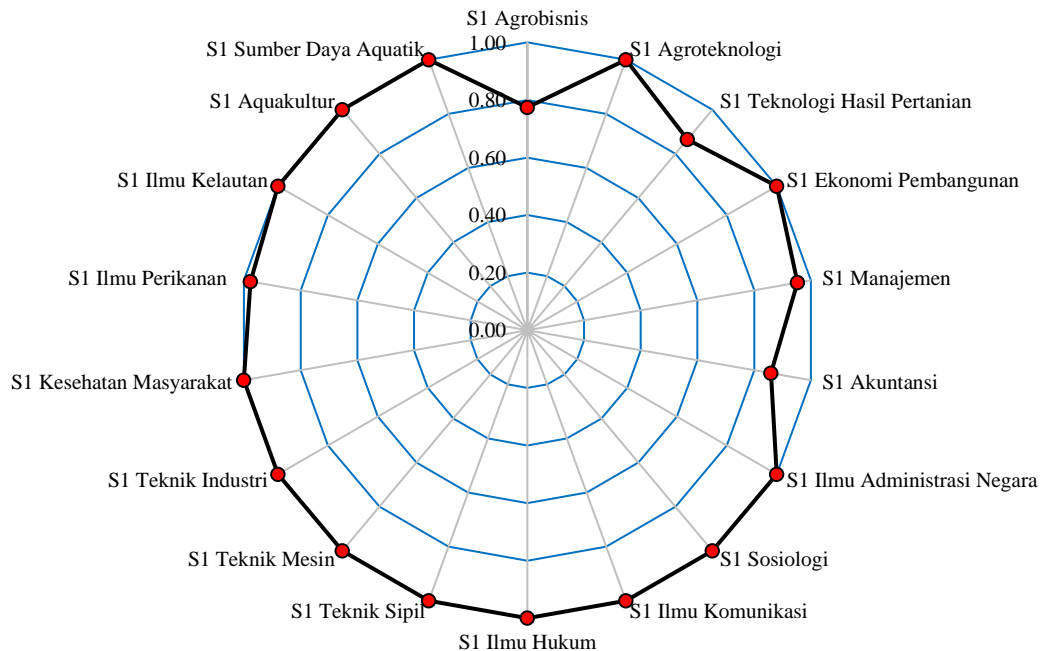 S1 Agrobisnis
1.00
S1 Sumber Daya Aquatik
S1 Agroteknologi
S1 Aquakultur
0.80
S1 Teknologi Hasil Pertanian
0.60
S1 Ilmu Kelautan
S1 Ekonomi Pembangunan
0.40
S1 Ilmu Perikanan
0.20
S1 Manajemen
0.00
S1 Kesehatan Masyarakat
S1 Akuntansi
S1 Teknik Industri
S1 Ilmu Administrasi Negara
S1 Teknik Mesin
S1 Sosiologi
S1 Teknik Sipil
S1 Ilmu Komunikasi
S1 Ilmu Hukum